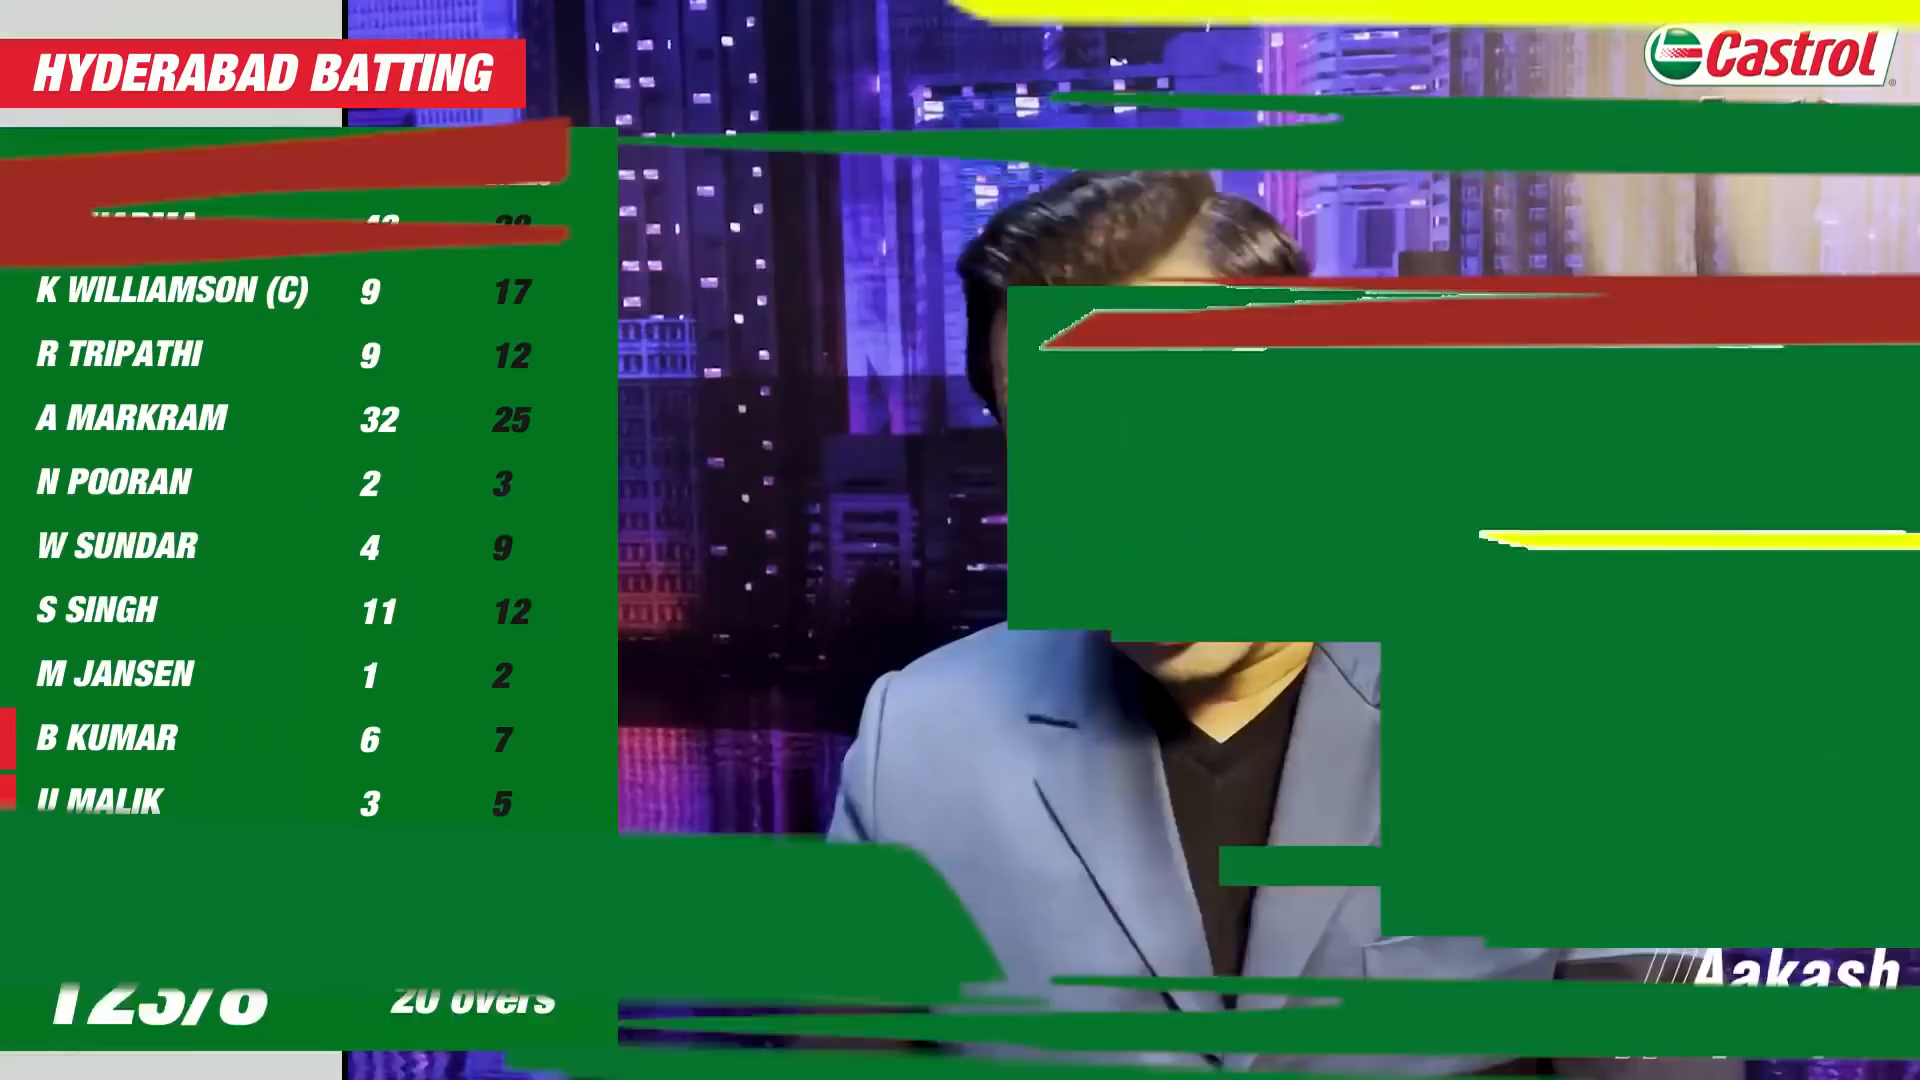 HYDERABAD BATTING
Castrol
K WILLIAMSON (C) 9 17
R TRIPATHI 9 12
A MARKRAM 32 25
N POORAN 2 3
W SUNDAR 4 9
S SINGH 11 12
M JANSEN 1 2
B KUMAR 6 7
U MALIK 3 5
Aakash
20 overs